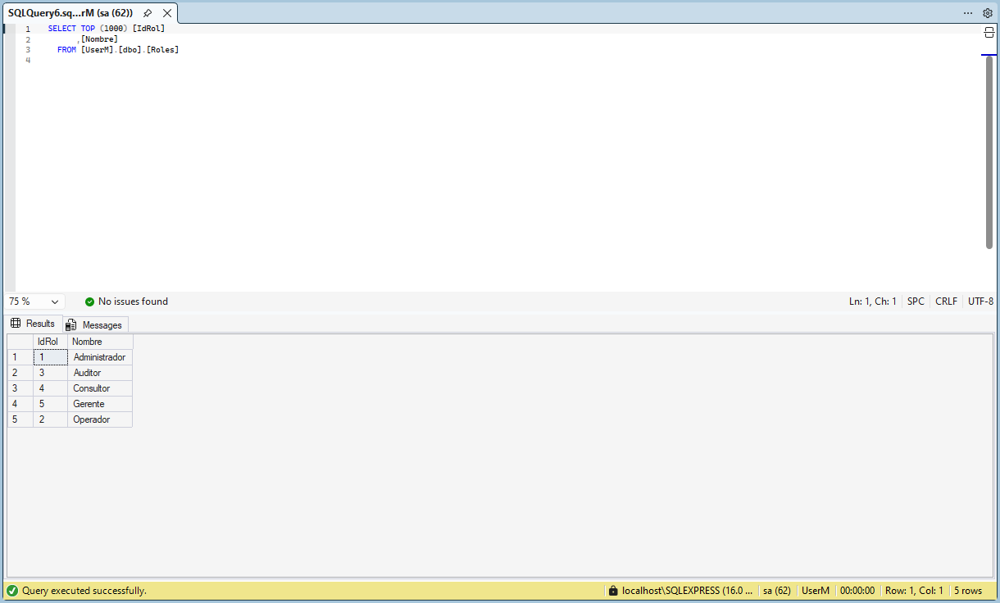 SQLQuery6.sq...rM (sa (62))
1 SELECT TOP (1000) [IdRol]
2 ,[Nombre]
3 FROM [UserM].[dbo].[Roles]
4
75 % No issues found Ln: 1, Ch: 1 SPC CRLF UTF-8
Results Messages
IdRol Nombre
1 1 Administrador
2 3 Auditor
3 4 Consultor
4 5 Gerente
5 2 Operador
Query executed successfully. localhost\SQLEXPRESS (16.0 ... sa (62) UserM 00:00:00 Row: 1, Col: 1 5 rows